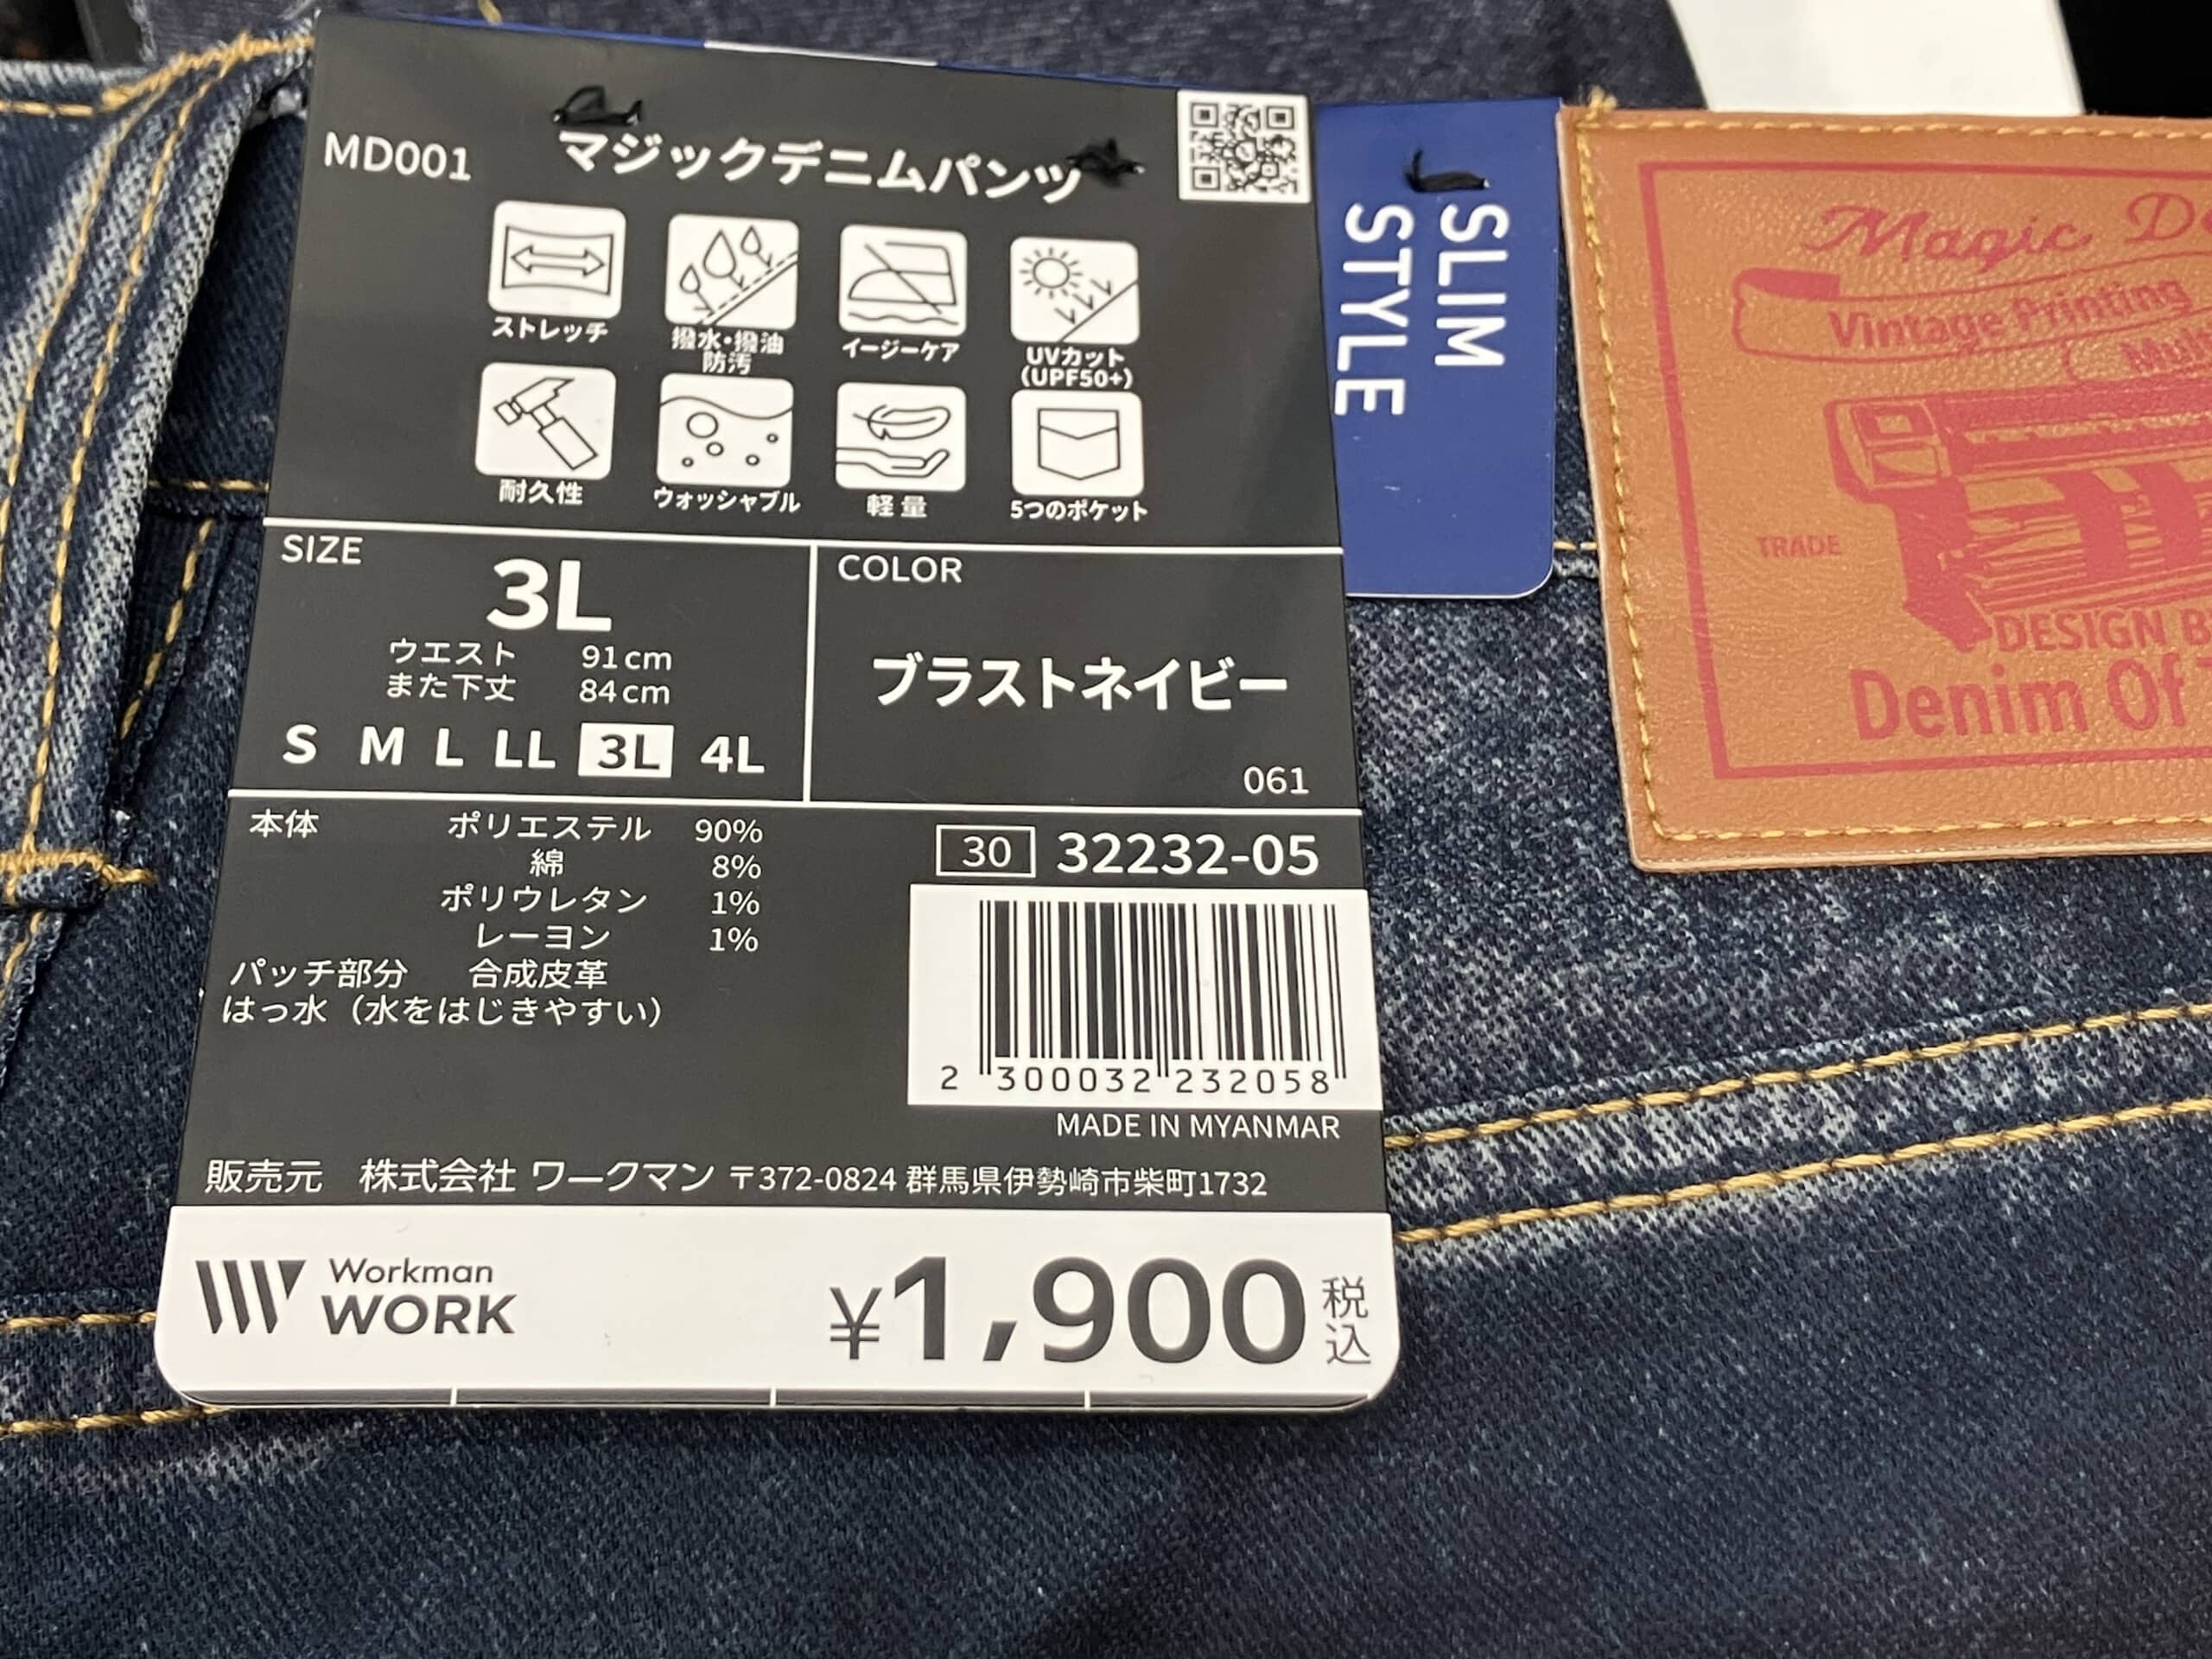 MD001 マジックデニムパンツ
ストレッチ
撥水・撥油
防汚
イージーケア
UVカット
(UPF50+)
耐久性
ウォッシャブル
軽量
5つのポケット
SIZE
3L
ウエスト 91cm
また下丈 84cm
S M L LL 3L 4L
COLOR
ブラストネイビー
061
本体 ポリエステル 90%
綿 8%
ポリウレタン 1%
レーヨン 1%
パッチ部分 合成皮革
はっ水（水をはじきやすい）
30 32232-05
2 300032 232058
MADE IN MYANMAR
販売元 株式会社 ワークマン 〒372-0824 群馬県伊勢崎市柴町1732
Workman
WORK
¥1,900 税込
SLIM
STYLE
Magic
Vintage Printing
TRADE
DESIGN
Denim Of